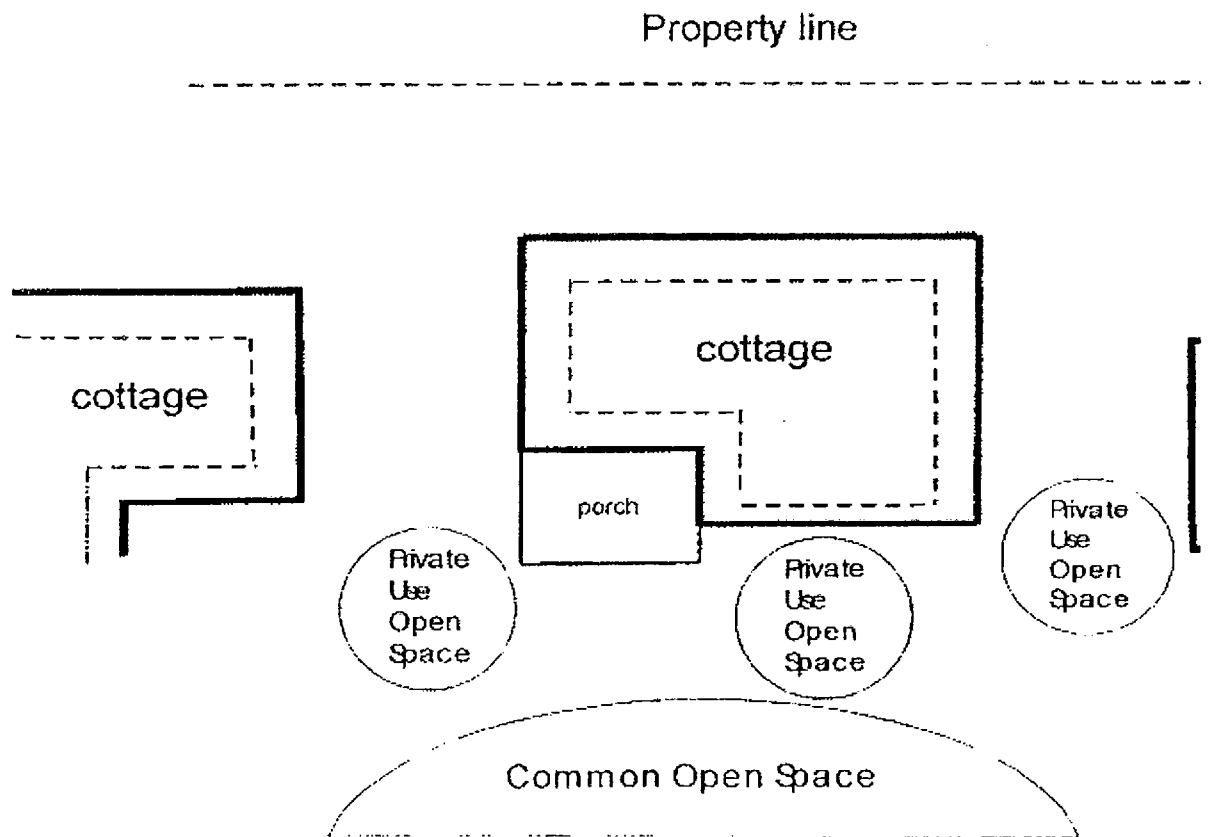 Property line
cottage
cottage
porch
Private
Use
Open
Space
Private
Use
Open
Space
Private
Use
Open
Space
Common Open Space